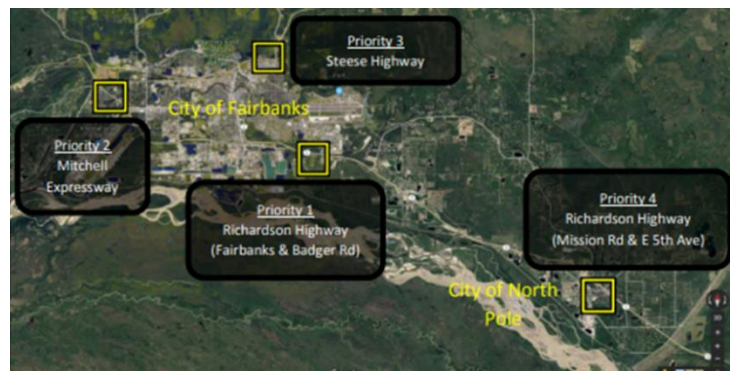 Priority 3
Steese Highway
City of Fairbanks
Priority 2
Mitchell
Expressway
Priority 1
Richardson Highway
(Fairbanks & Badger Rd)
Priority 4
Richardson Highway
(Mission Rd & E 5th Ave)
City of North
Pole